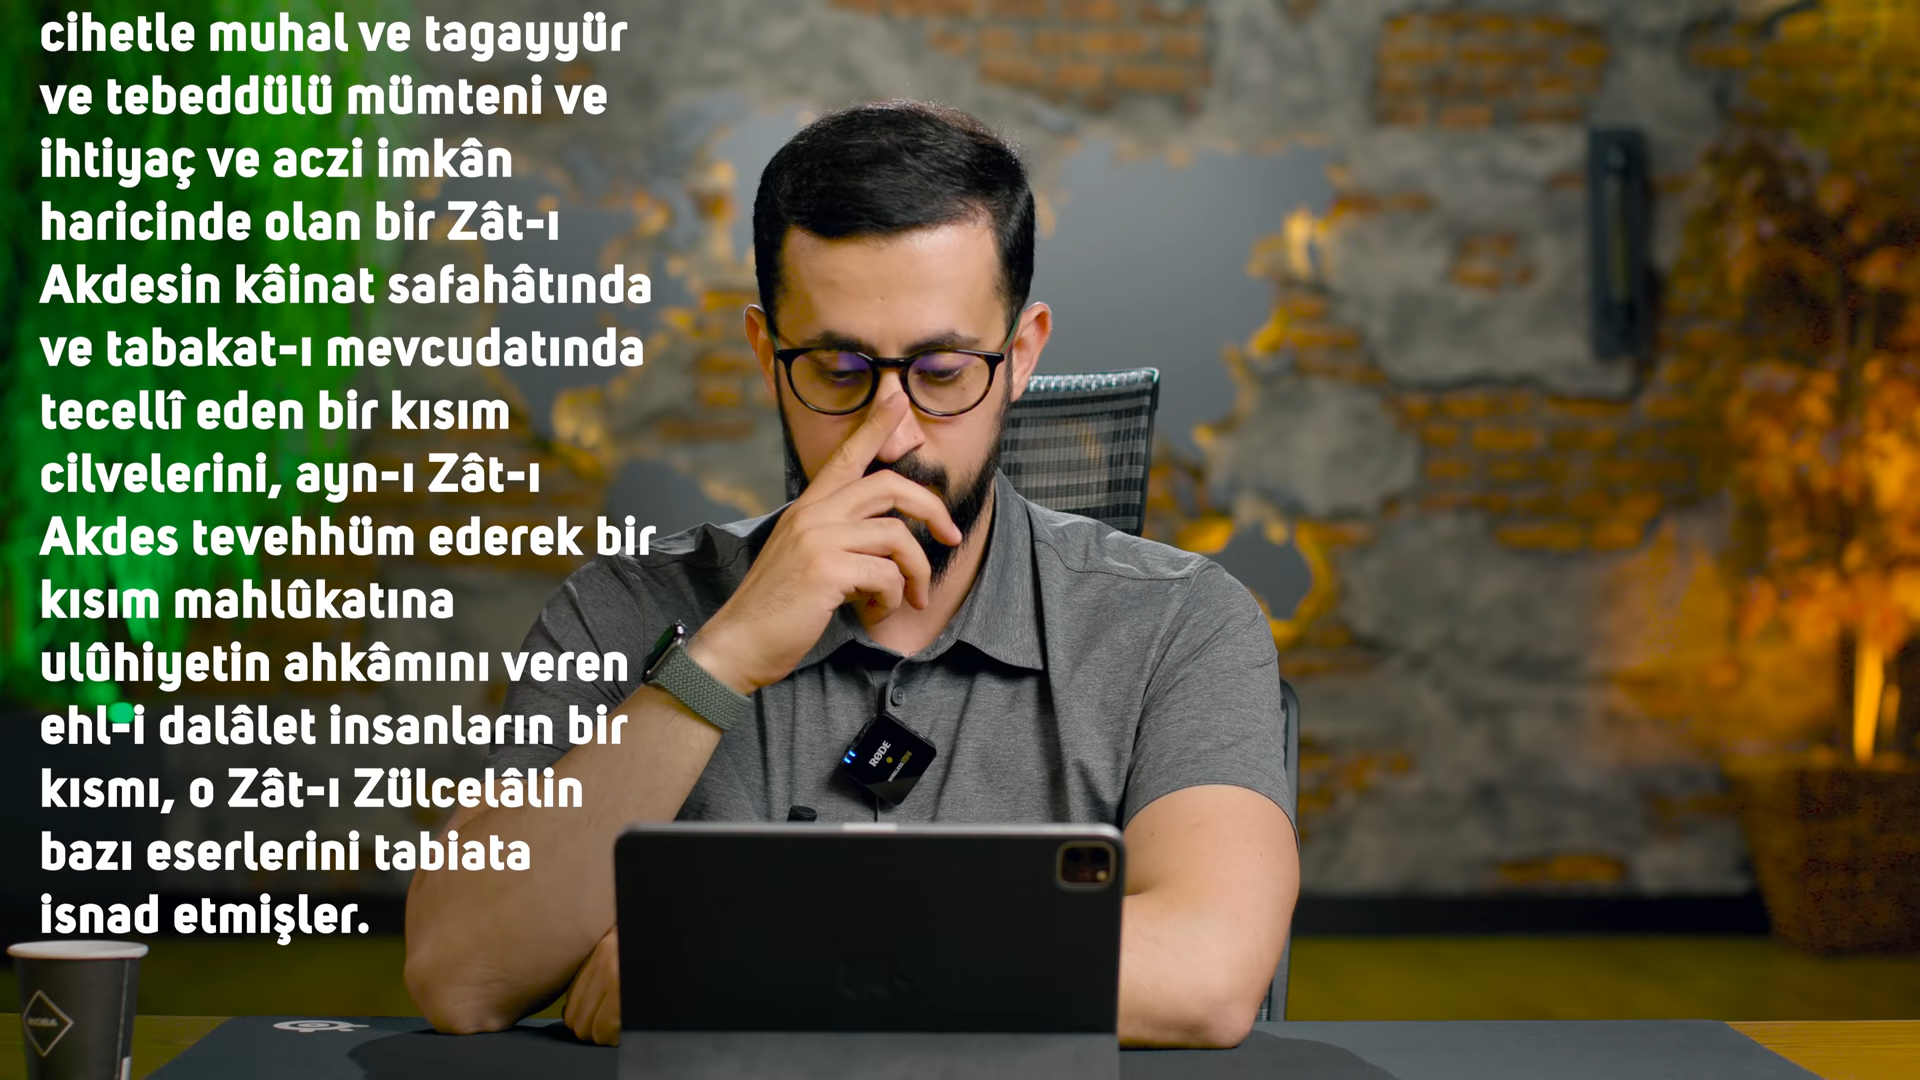 cihetle muhal ve tagayyür
ve tebeddülü mümteni ve
ihtiyaç ve aczi imkân
haricinde olan bir Zât-ı
Akdesin kâinat safahâtında
ve tabakat-ı mevcudatında
tecellî eden bir kısım
cilvelerini, ayn-ı Zât-ı
Akdes tevehhüm ederek bir
kısım mahlûkatına
ulûhiyetin ahkâmını veren
ehl-i dalâlet insanların bir
kısmı, o Zât-ı Zülcelâlin
bazı eserlerini tabiata
isnad etmişler.
RØDE